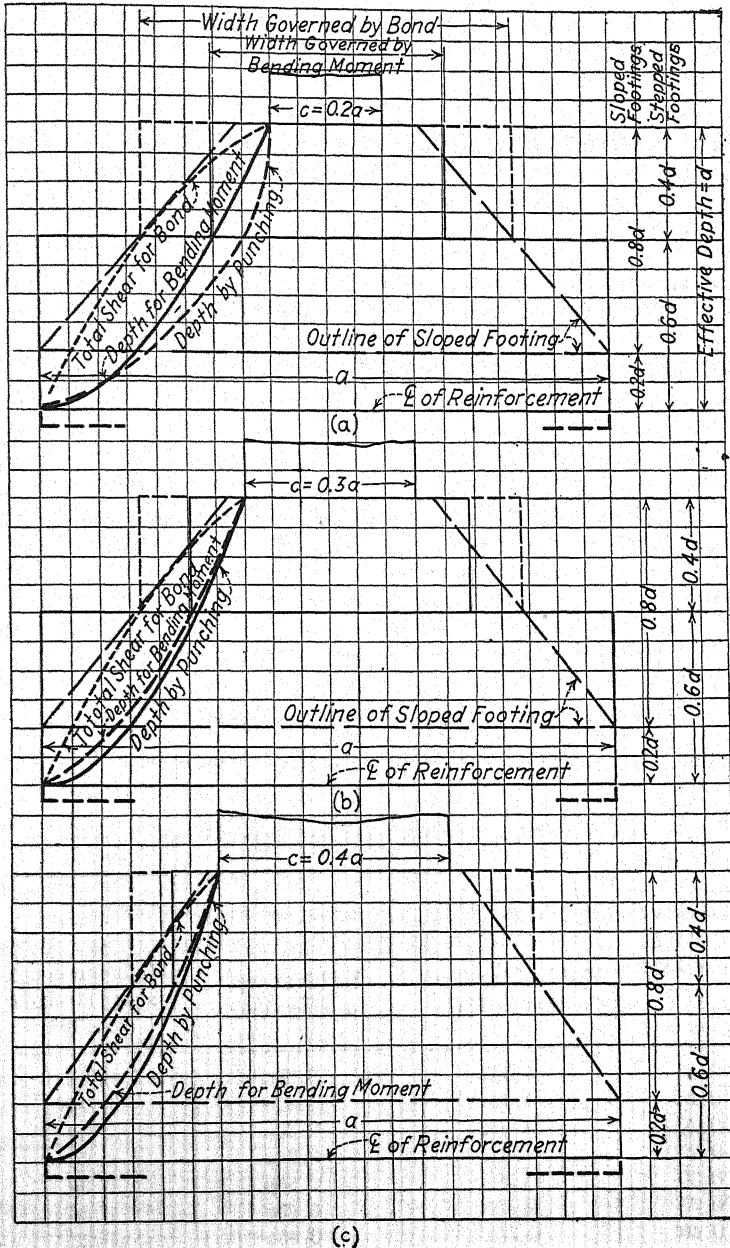 Width Governed by Bond
Width Governed by
Bending Moment
Sloped
Footings
Stepped
Footings
c=0.2a
Total Shear for Bond
Depth for Bending Moment
Depth by Punching
0.8d
0.4d
0.6d
Effective Depth=d
Outline of Sloped Footing
a
0.2d
℄ of Reinforcement
(a)
c=0.3a
Tototal Shear for Bond
Depth for Bending Moment
Depth by Punching
0.8d
0.4d
0.6d
Outline of Sloped Footing
a
0.2d
℄ of Reinforcement
(b)
c=0.4a
Total Shear for Bond
Depth by Punching
0.8d
0.4d
0.6d
Depth for Bending Moment
a
0.2d
℄ of Reinforcement
(c)